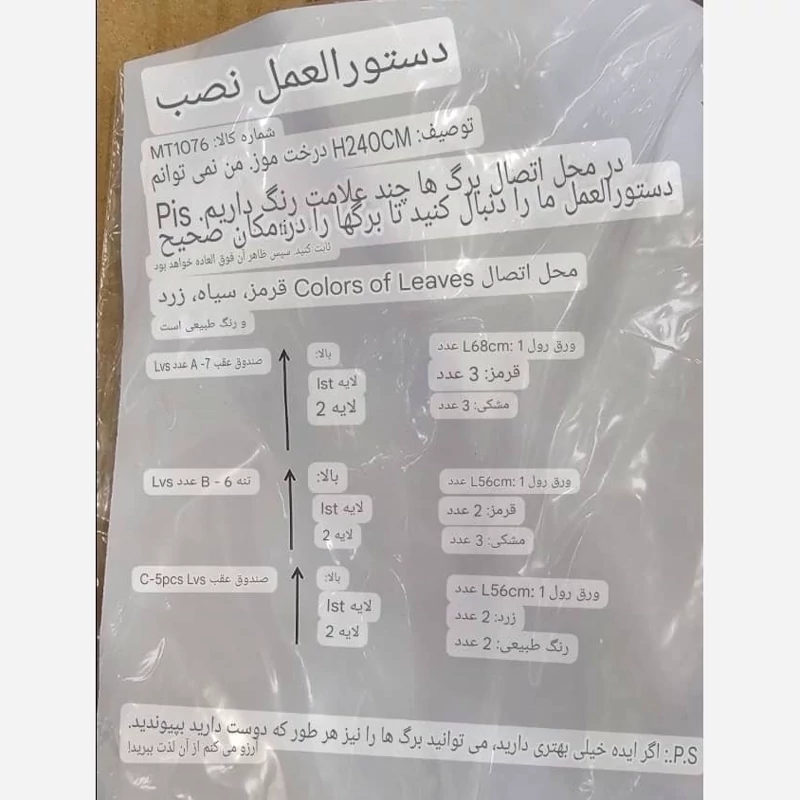 دستورالعمل نصب
شماره کالا: MT1076
توصیف: H240CM درخت موز. من نمی توانم
در محل اتصال برگ ها چند علامت رنگ داریم. Pis
دستورالعمل ما را دنبال کنید تا برگها را در مکان صحیح
ثابت کنید. سپس ظاهر آن فوق العاده خواهد بود
محل اتصال Colors of Leaves قرمز، سیاه، زرد
و رنگ طبیعی است
صندوق عقب A -7 عدد Lvs
بالا:
ورق رول L68cm: 1 عدد
لایه Ist
قرمز: 3 عدد
لایه 2
مشکی: 3 عدد
تنه B - 6 عدد Lvs
بالا:
ورق رول L56cm: 1 عدد
لایه Ist
قرمز: 2 عدد
لایه 2
مشکی: 3 عدد
صندوق عقب C-5pcs Lvs
بالا:
ورق رول L56cm: 1 عدد
لایه Ist
زرد: 2 عدد
لایه 2
رنگ طبیعی: 2 عدد
P.S.: اگر ایده خیلی بهتری دارید، می توانید برگ ها را نیز هر طور که دوست دارید بپیوندید.
آرزو می کنم از آن لذت ببرید!